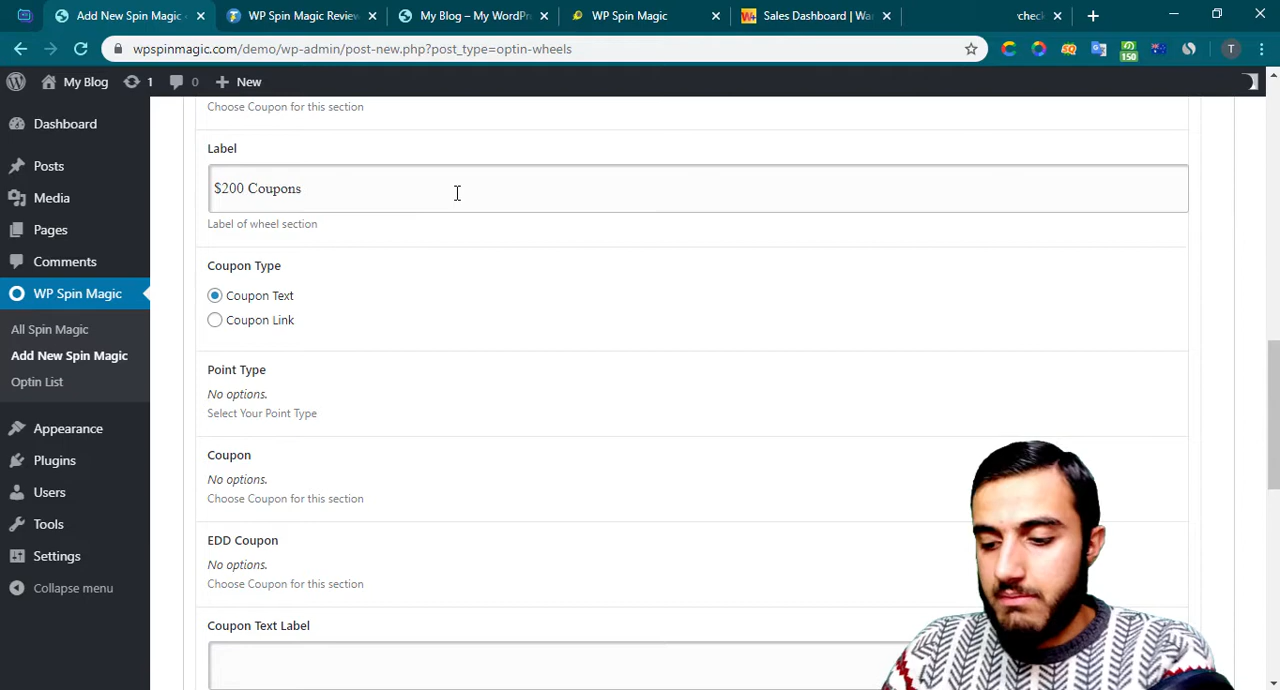 Add New Spin Magic
WP Spin Magic Review
My Blog – My WordPr
WP Spin Magic
Sales Dashboard | Wa
check
wpspinmagic.com/demo/wp-admin/post-new.php?post_type=optin-wheels
150
T
My Blog
1
0
New
Dashboard
Posts
Media
Pages
Comments
WP Spin Magic
All Spin Magic
Add New Spin Magic
Optin List
Appearance
Plugins
Users
Tools
Settings
Collapse menu
Choose Coupon for this section
Label
$200 Coupons
Label of wheel section
Coupon Type
Coupon Text
Coupon Link
Point Type
No options.
Select Your Point Type
Coupon
No options.
Choose Coupon for this section
EDD Coupon
No options.
Choose Coupon for this section
Coupon Text Label